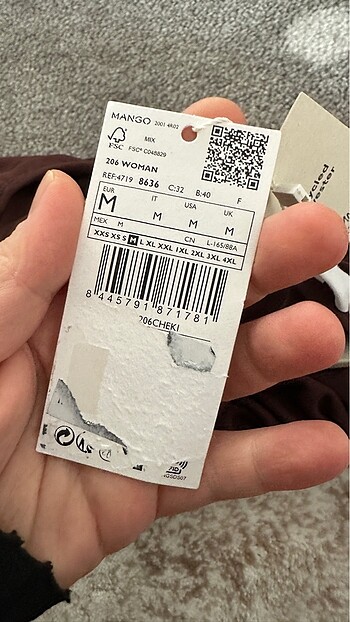 MANGO 2001 4R02
FSC
MIX
FSC® C048829
206 WOMAN
REF:4719 8636 C:32 B:40 F
EUR IT USA UK
M M M M
MEX M CN L-165/88A
XXS XS S M L XL XXL 1XL 2XL 3XL 4XL
8 445791 871781
206CHEKI